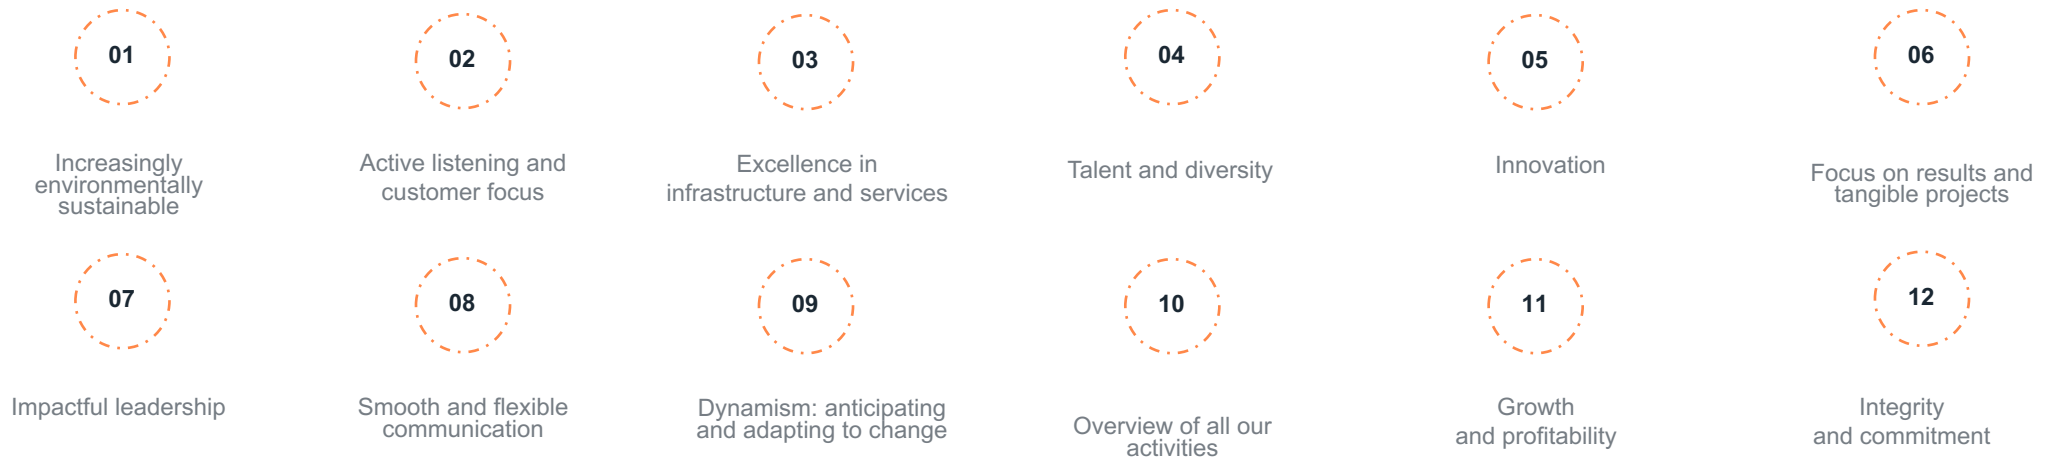 01
Increasingly
environmentally
sustainable
02
Active listening and
customer focus
03
Excellence in
infrastructure and services
04
Talent and diversity
05
Innovation
06
Focus on results and
tangible projects
07
Impactful leadership
08
Smooth and flexible
communication
09
Dynamism: anticipating
and adapting to change
10
Overview of all our
activities
11
Growth
and profitability
12
Integrity
and commitment